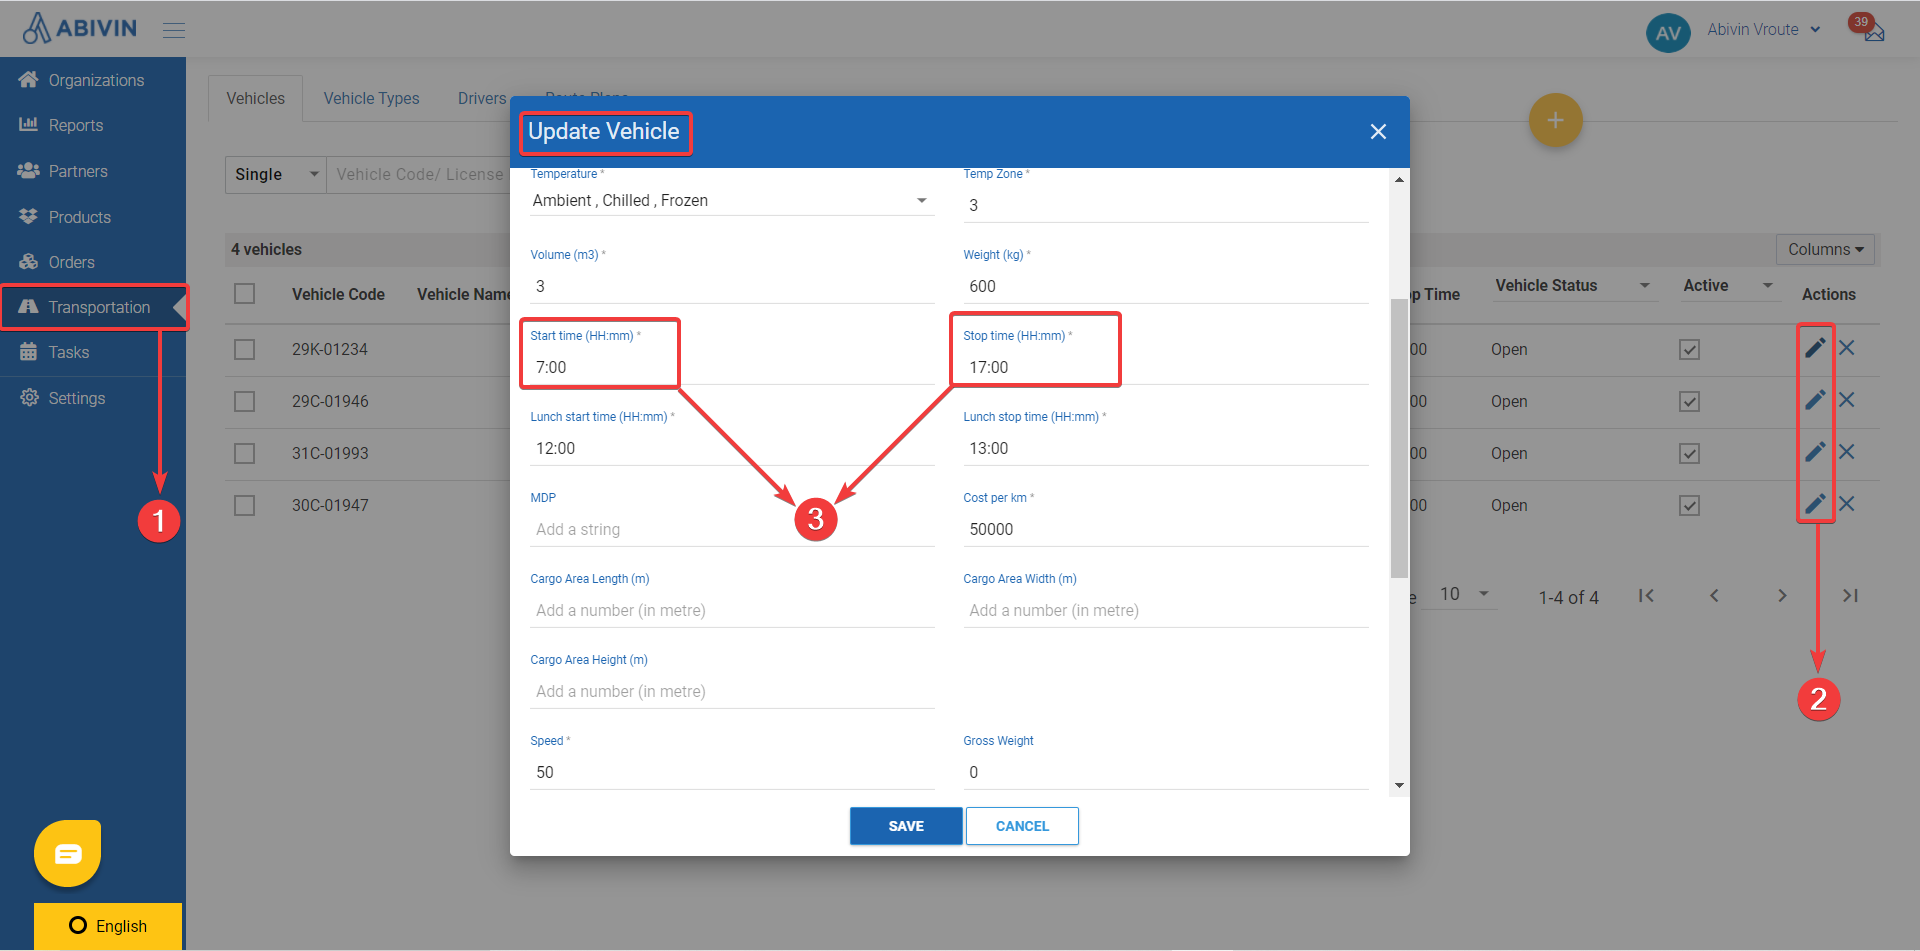 ABIVIN
AV
Abivin Vroute
39
Organizations
Reports
Partners
Products
Orders
Transportation
Tasks
Settings
1
English
Vehicles
Vehicle Types
Drivers
Single
Vehicle Code/ License
4 vehicles
Columns
Vehicle Code
Vehicle Name
Time
Vehicle Status
Active
Actions
29K-01234
00
Open
29C-01946
00
Open
31C-01993
00
Open
30C-01947
00
Open
10
1-4 of 4
2
Update Vehicle
Temperature *
Temp Zone *
Ambient , Chilled , Frozen
3
Volume (m3) *
Weight (kg) *
3
600
Start time (HH:mm) *
Stop time (HH:mm) *
7:00
17:00
Lunch start time (HH:mm) *
Lunch stop time (HH:mm) *
12:00
13:00
MDP
Cost per km *
Add a string
50000
3
Cargo Area Length (m)
Cargo Area Width (m)
Add a number (in metre)
Add a number (in metre)
Cargo Area Height (m)
Add a number (in metre)
Speed *
Gross Weight
50
0
SAVE
CANCEL